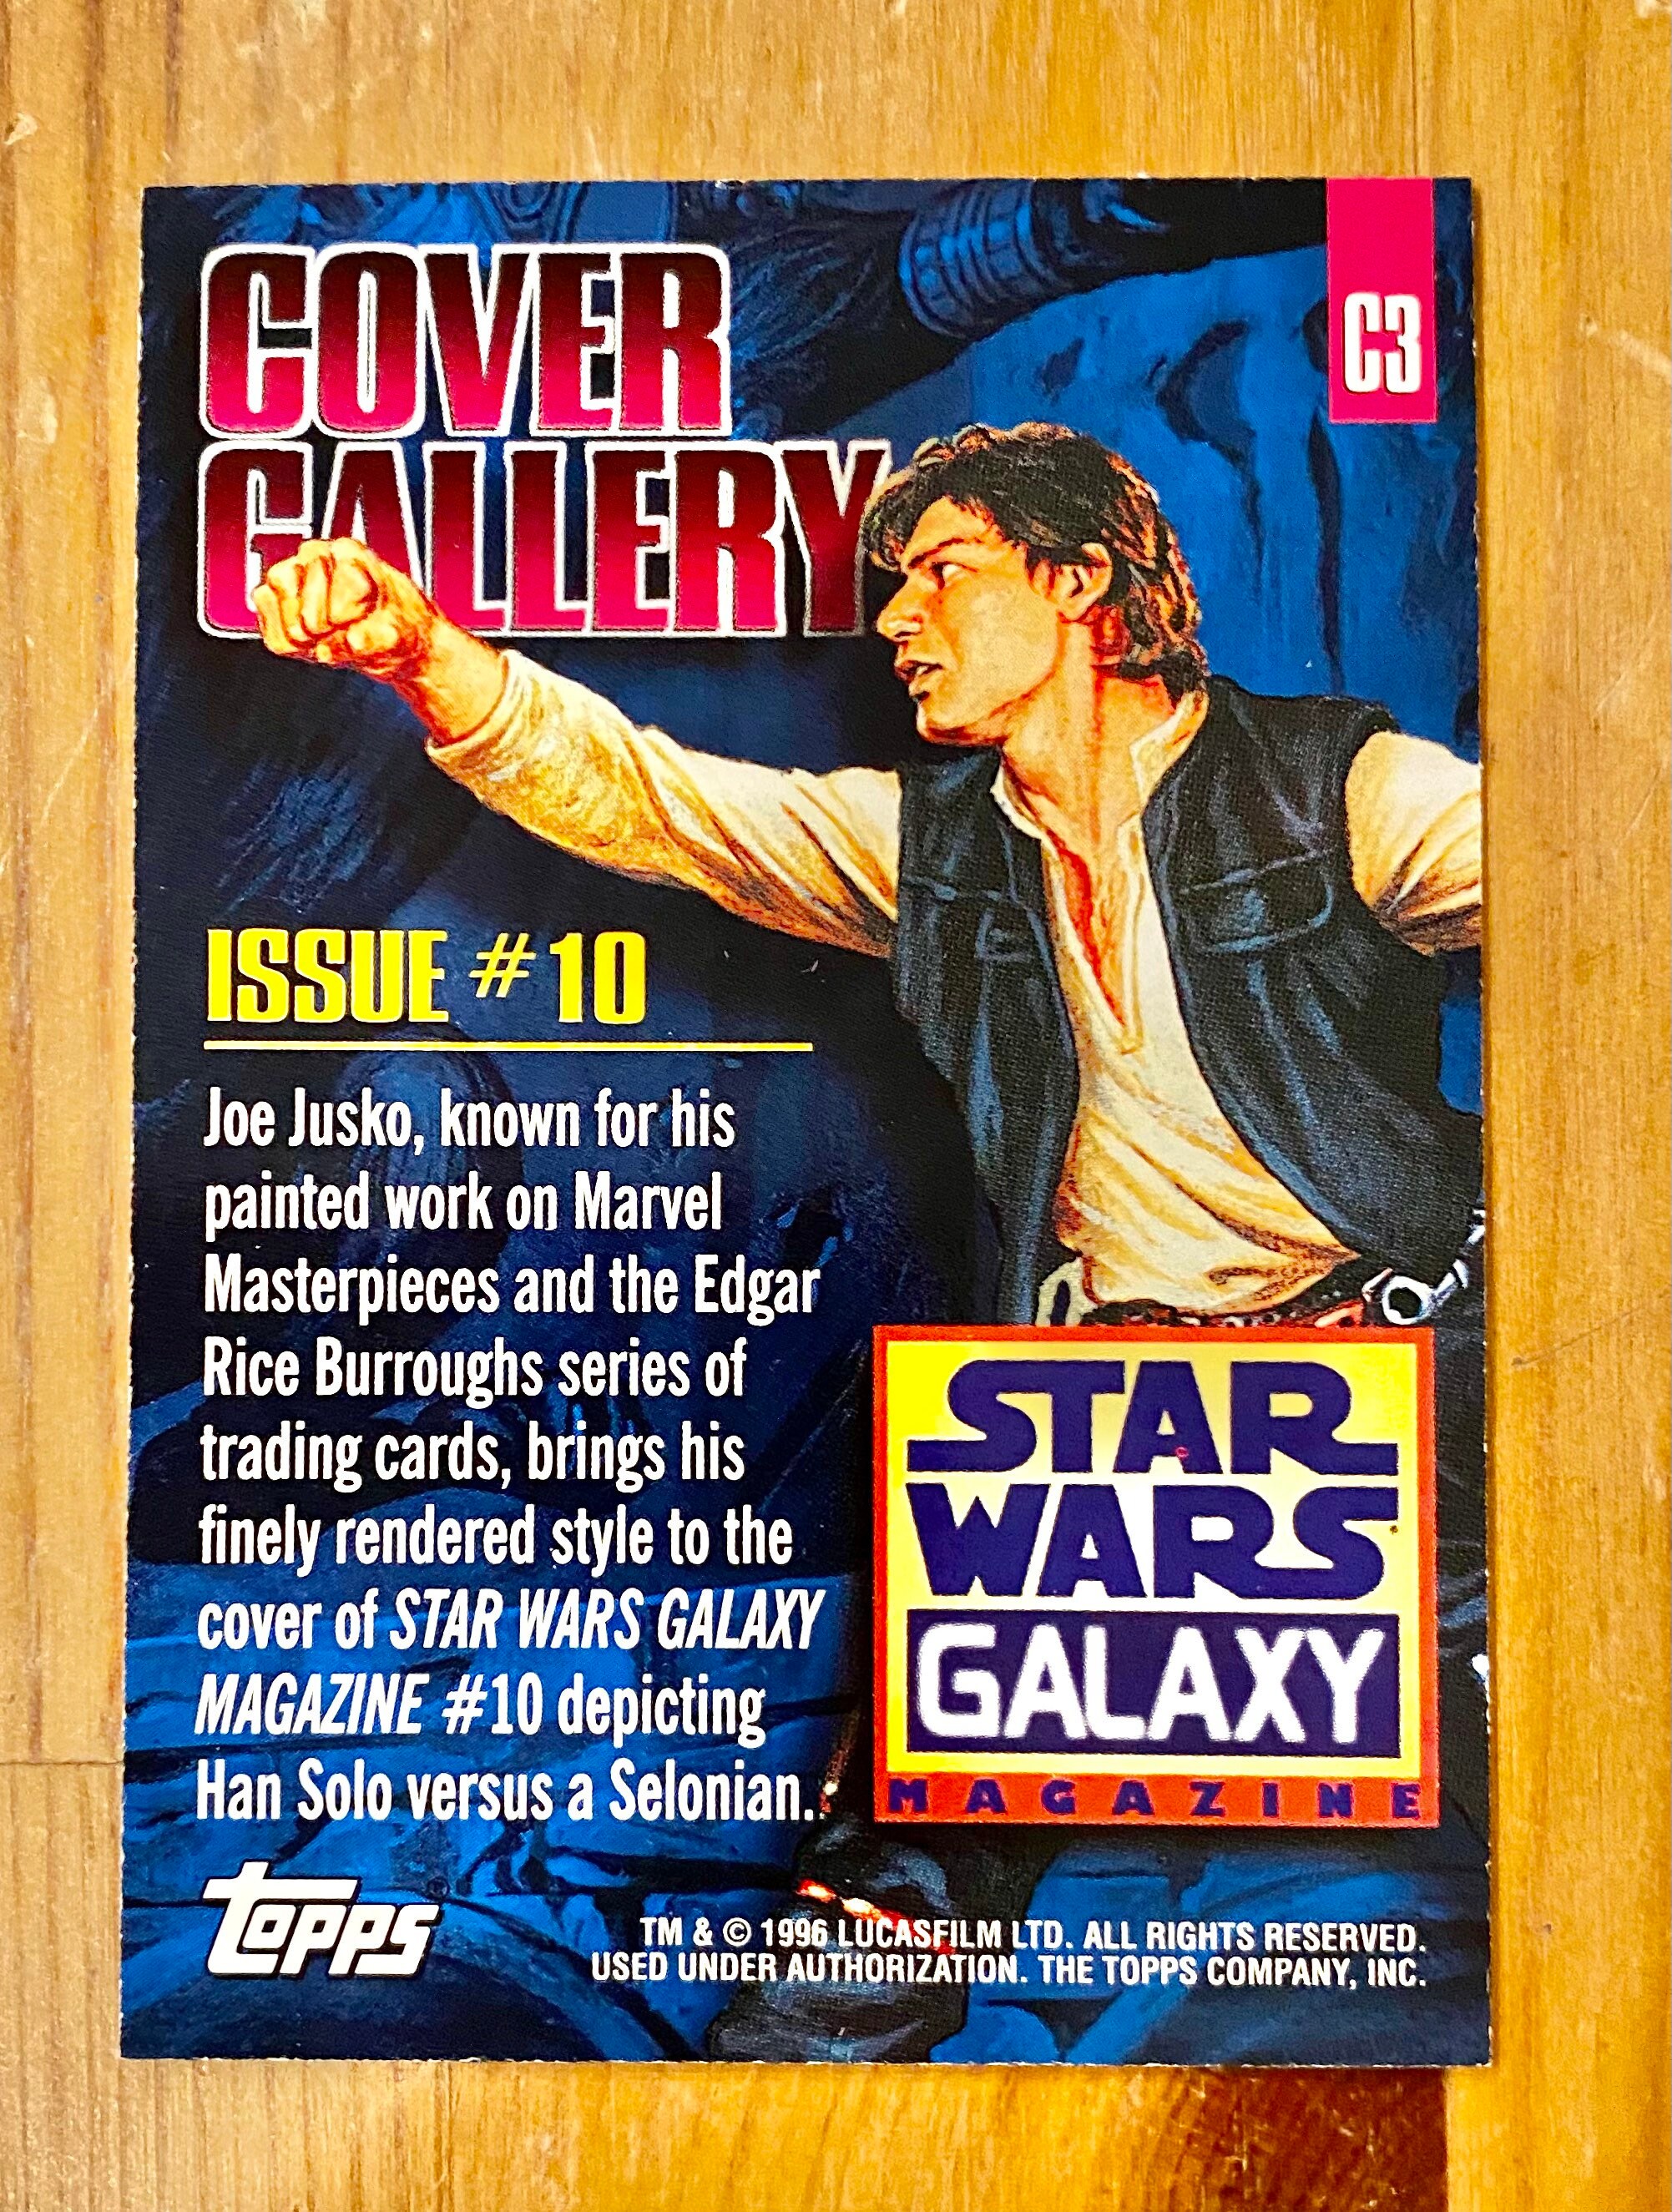 C3
COVER
GALLERY
ISSUE #10
Joe Jusko, known for his
painted work on Marvel
Masterpieces and the Edgar
Rice Burroughs series of
trading cards, brings his
finely rendered style to the
cover of STAR WARS GALAXY
MAGAZINE #10 depicting
Han Solo versus a Selonian.
STAR
WARS
GALAXY
MAGAZINE
topps®
TM & © 1996 LUCASFILM LTD. ALL RIGHTS RESERVED.
USED UNDER AUTHORIZATION. THE TOPPS COMPANY, INC.